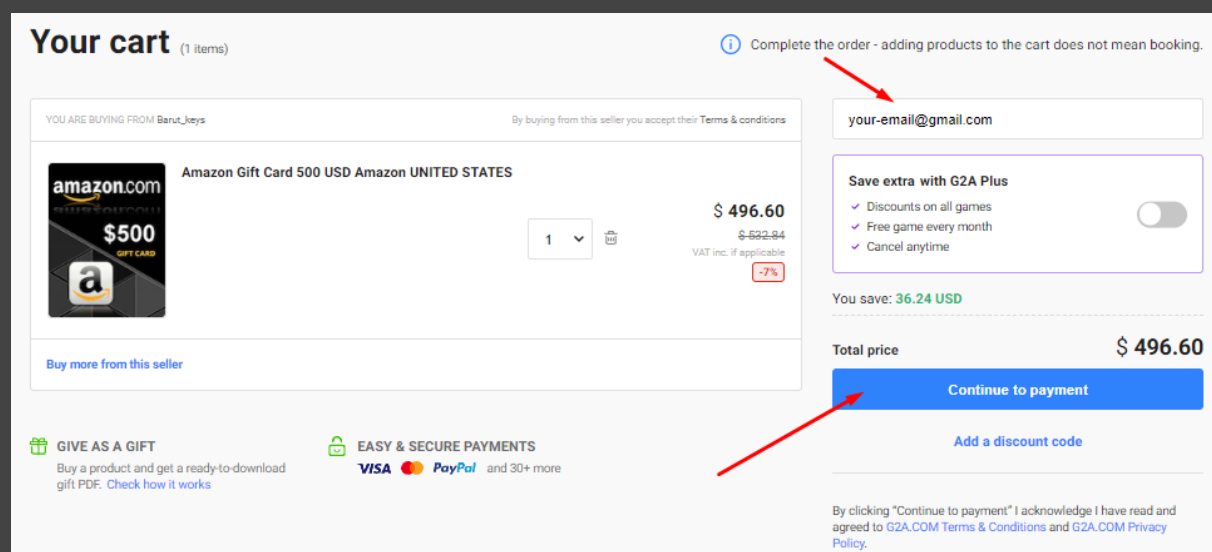 Your cart (1 items)
Complete the order - adding products to the cart does not mean booking.
YOU ARE BUYING FROM Barut_keys
By buying from this seller you accept their Terms & conditions
amazon.com
$500
GIFT CARD
a
Amazon Gift Card 500 USD Amazon UNITED STATES
1
$ 496.60
$ 532.84
VAT inc. if applicable
-7%
Buy more from this seller
GIVE AS A GIFT
Buy a product and get a ready-to-download
gift PDF. Check how it works
EASY & SECURE PAYMENTS
VISA PayPal and 30+ more
your-email@gmail.com
Save extra with G2A Plus
Discounts on all games
Free game every month
Cancel anytime
You save: 36.24 USD
Total price $ 496.60
Continue to payment
Add a discount code
By clicking “Continue to payment” I acknowledge I have read and
agreed to G2A.COM Terms & Conditions and G2A.COM Privacy
Policy.